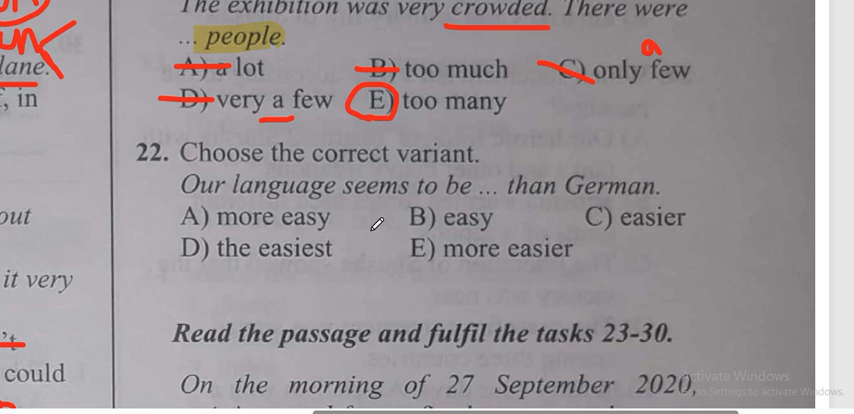 The exhibition was very crowded. There were
... people.
A) a lot B) too much C) only few
a
D) very a few E) too many
22. Choose the correct variant.
Our language seems to be ... than German.
A) more easy B) easy C) easier
D) the easiest E) more easier
Read the passage and fulfil the tasks 23-30.
On the morning of 27 September 2020,
lane.
, in
out
it very
't
could
Activate Windows
to Settings to activate Windows.